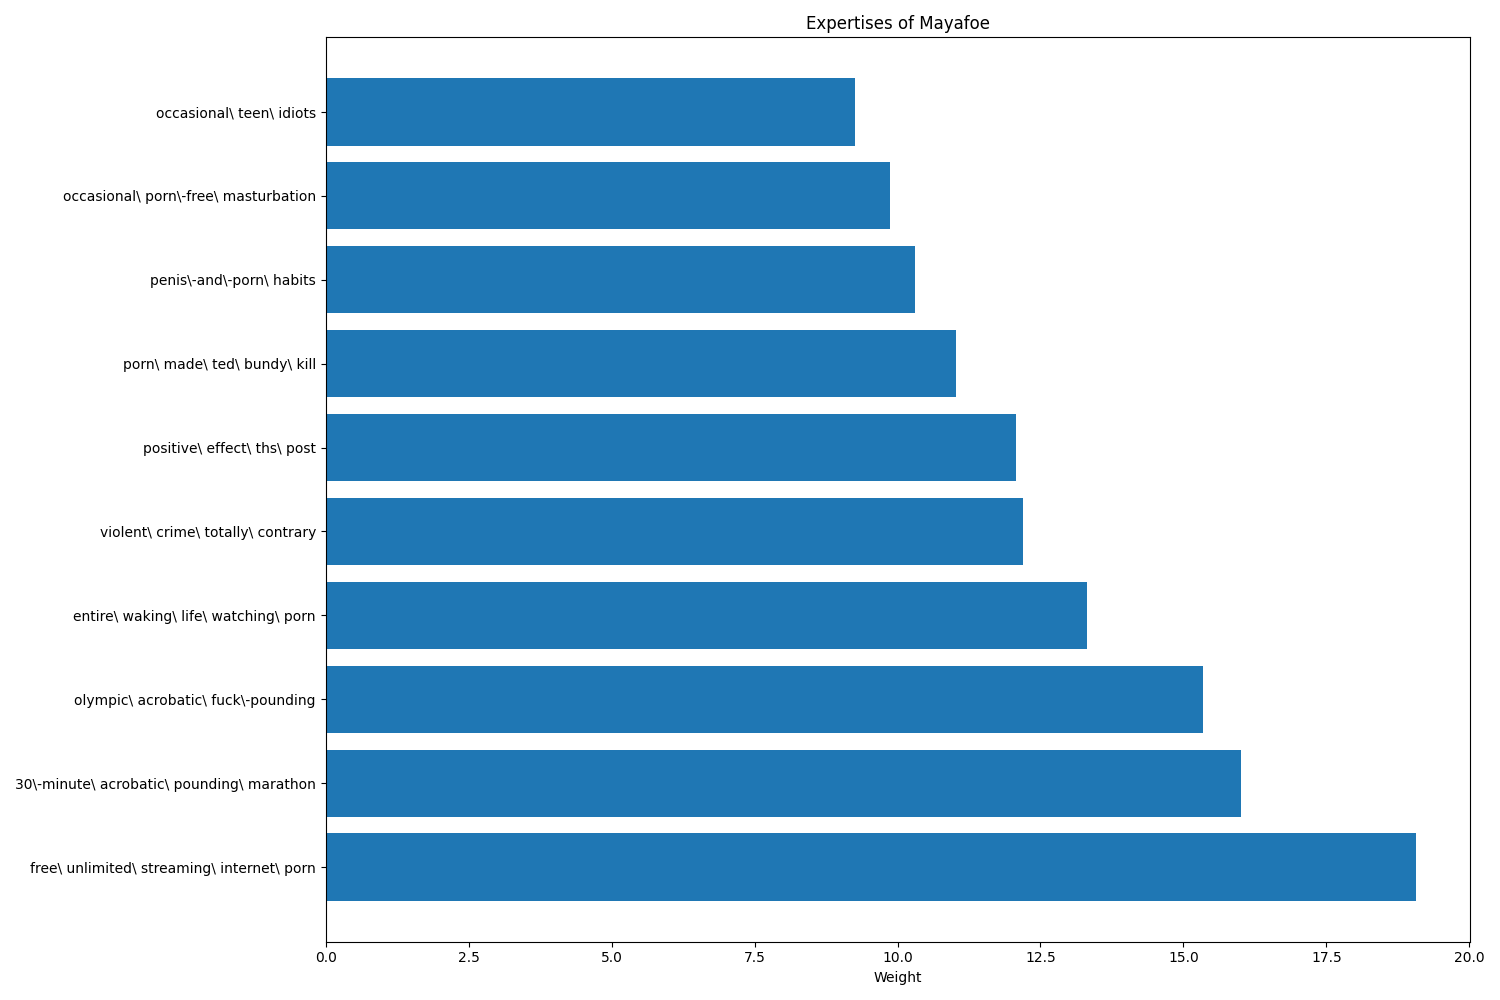 Expertises of Mayafoe
occasional\ teen\ idiots
occasional\ porn\-free\ masturbation
penis\-and\-porn\ habits
porn\ made\ ted\ bundy\ kill
positive\ effect\ ths\ post
violent\ crime\ totally\ contrary
entire\ waking\ life\ watching\ porn
olympic\ acrobatic\ fuck\-pounding
30\-minute\ acrobatic\ pounding\ marathon
free\ unlimited\ streaming\ internet\ porn
0.0 2.5 5.0 7.5 10.0 12.5 15.0 17.5 20.0
Weight